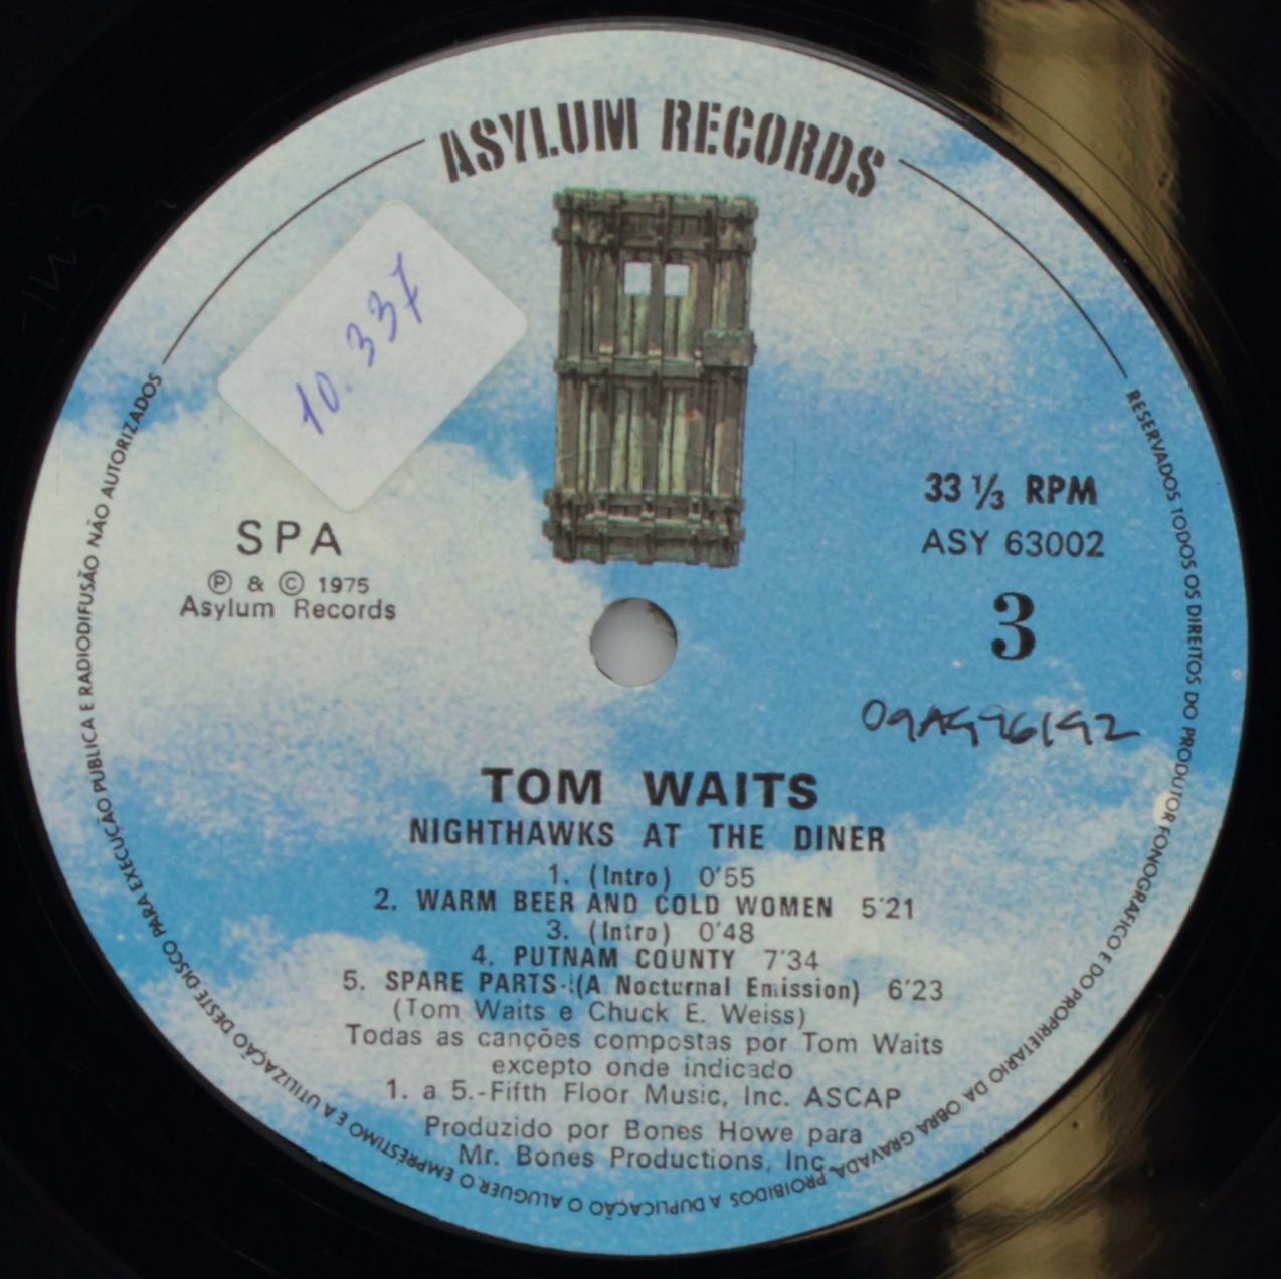 ASYLUM RECORDS
10.337
SPA
Ⓟ & © 1975
Asylum Records
33 ⅓ RPM
ASY 63002
3
TOM WAITS
NIGHTHAWKS AT THE DINER
1. (Intro) 0'55
2. WARM BEER AND COLD WOMEN 5'21
3. (Intro) 0'48
4. PUTNAM COUNTY 7'34
5. SPARE PARTS-I(A Nocturnal Emission) 6'23
(Tom Waits e Chuck E. Weiss)
Todas as canções compostas por Tom Waits
excepto onde indicado
1. a 5.-Fifth Floor Music, Inc. ASCAP
Produzido por Bones Howe para
Mr. Bones Productions, Inc.
RESERVADOS TODOS OS DIREITOS DO PRODUTOR FONOGRAFICO E DO PROPRIETARIO DA OBRA GRAVADA. PROIBIDOS A DUPLICAÇÃO O ALUGUER O EMPRÉSTIMO E A UTILIZAÇÃO DESTE DISCO PARA EXECUÇÃO PUBLICA E RADIODIFUSÃO NÃO AUTORIZADOS